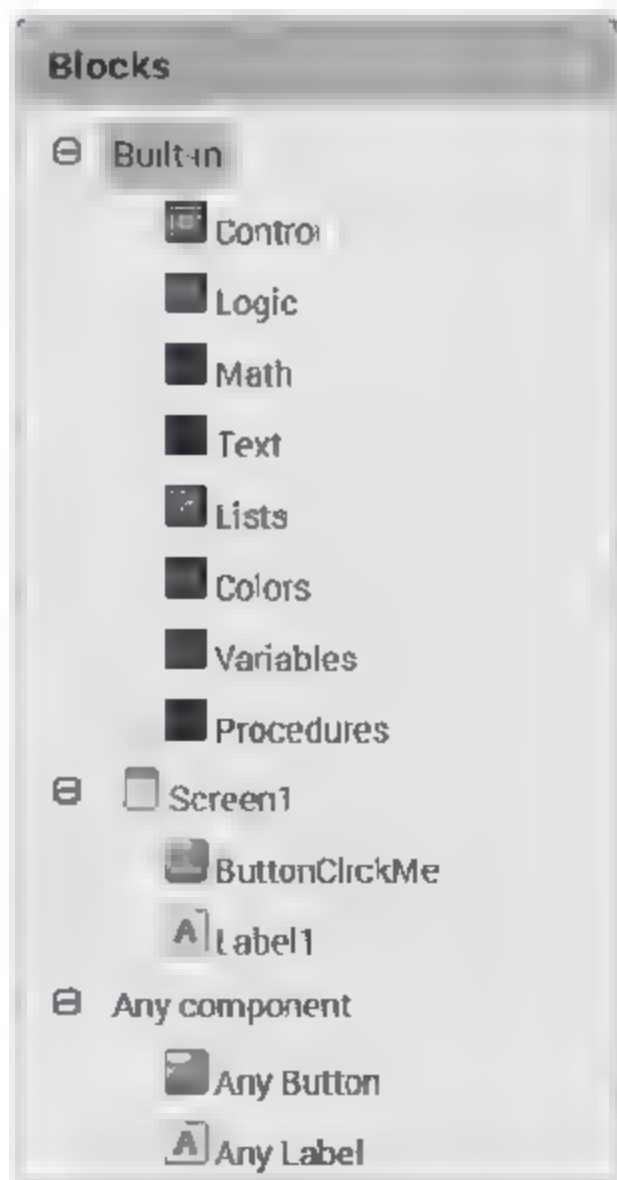 Blocks
Built-in
Control
Logic
Math
Text
Lists
Colors
Variables
Procedures
Screen1
ButtonClickMe
Label1
Any component
Any Button
Any Label